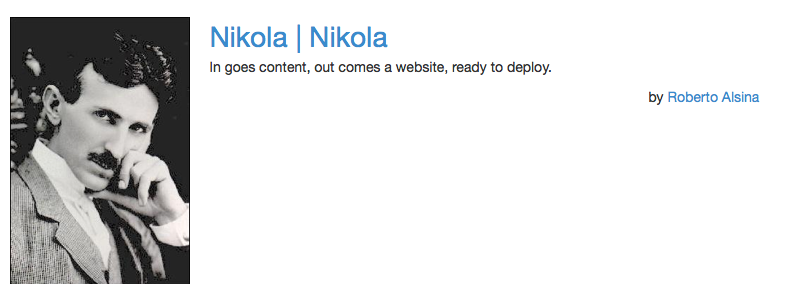 Nikola | Nikola
In goes content, out comes a website, ready to deploy.
by Roberto Alsina